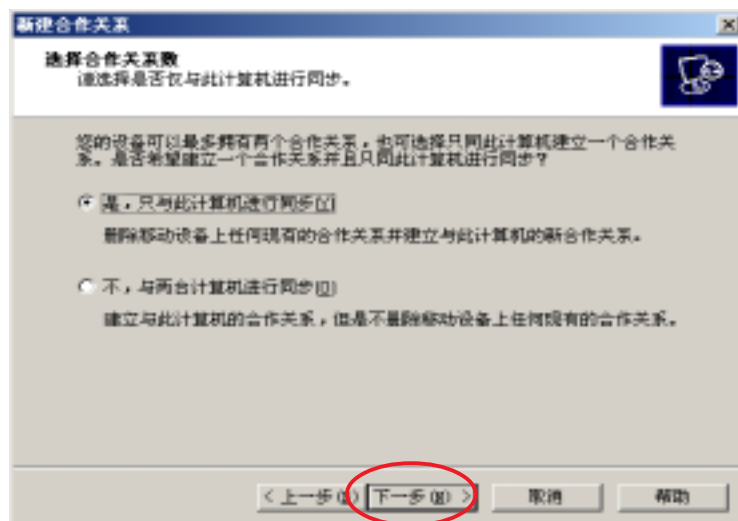 新建合作关系
选择合作关系数
请选择是否仅与此计算机进行同步。
您的设备可以最多拥有两个合作关系，也可选择只同此计算机建立一个合作关
系。是否希望建立一个合作关系并且只同此计算机进行同步？
是，只与此计算机进行同步(Y)
删除移动设备上任何现有的合作关系并建立与此计算机的新合作关系。
不，与两台计算机进行同步(O)
建立与此计算机的合作关系，但是不删除移动设备上任何现有的合作关系。
< 上一步(B) 下一步(N) > 取消 帮助